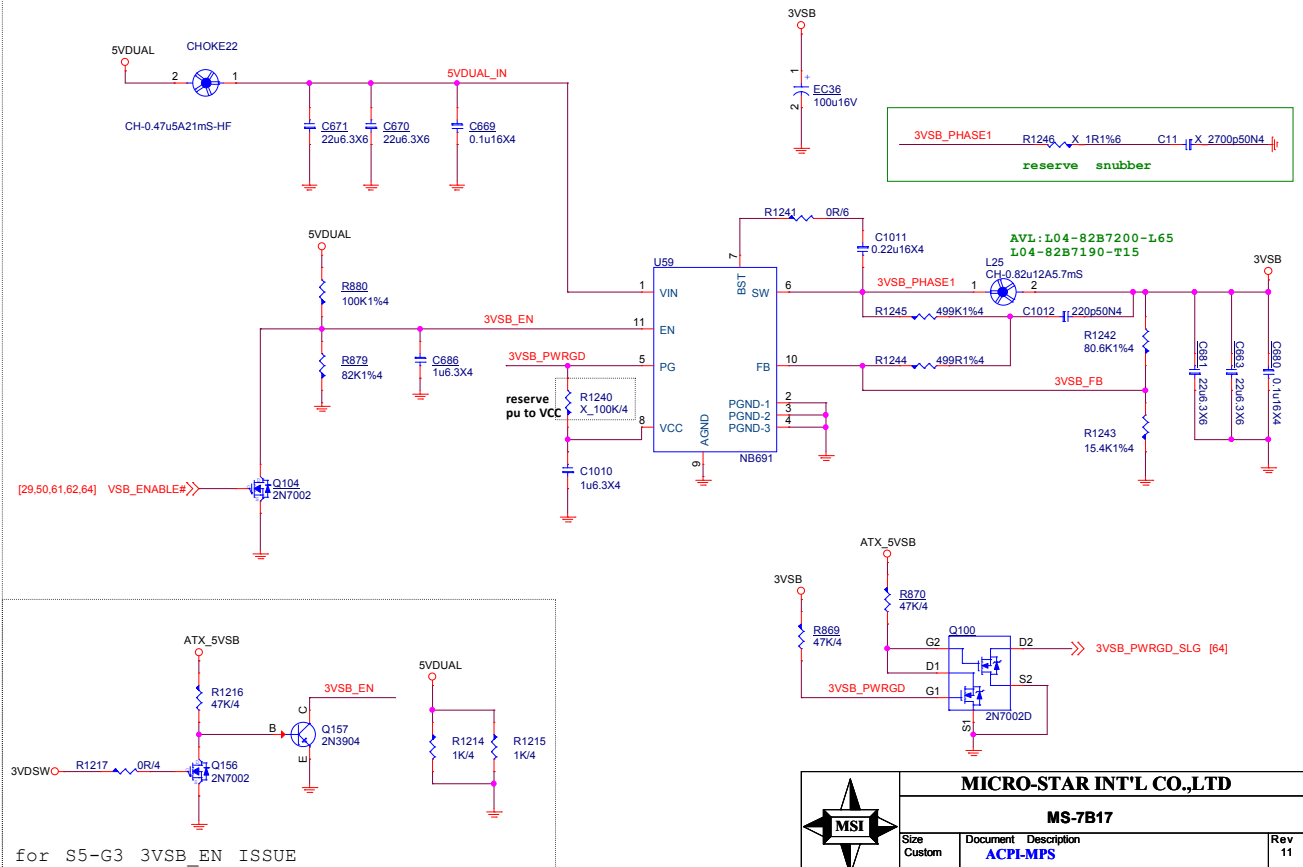 5VDUAL
CHOKE22
2
1
CH-0.47u5A21mS-HF
5VDUAL_IN
C671
22u6.3X6
C670
22u6.3X6
C669
0.1u16X4
3VSB
1
+
2
EC36
100u16V
3VSB_PHASE1
R1246
X
1R1%6
C11
X
2700p50N4
reserve snubber
5VDUAL
R880
100K1%4
R879
82K1%4
3VSB_EN
C686
1u6.3X4
[29,50,61,62,64]
VSB_ENABLE#
Q104
2N7002
3VSB_PWRGD
reserve
pu to VCC
R1240
X_100K/4
C1010
1u6.3X4
R1241
0R/6
C1011
0.22u16X4
U59
7
BST
1
VIN
SW
6
11
EN
5
PG
FB
10
PGND-1
2
PGND-2
3
PGND-3
4
8
VCC
AGND
9
NB691
AVL:L04-82B7200-L65
L04-82B7190-T15
L25
CH-0.82u12A5.7mS
3VSB_PHASE1
1
2
3VSB
R1245
499K1%4
C1012
220p50N4
R1244
499R1%4
R1242
80.6K1%4
3VSB_FB
R1243
15.4K1%4
C681
22u6.3X6
C663
22u6.3X6
C680
0.1u16X4
ATX_5VSB
R1216
47K/4
3VSB_EN
B
C
E
Q157
2N3904
3VDSW
R1217
0R/4
Q156
2N7002
5VDUAL
R1214
1K/4
R1215
1K/4
for S5-G3 3VSB_EN ISSUE
ATX_5VSB
3VSB
R870
47K/4
R869
47K/4
Q100
G2
D2
D1
S2
3VSB_PWRGD
G1
S1
2N7002D
3VSB_PWRGD_SLG [64]
MSI
MICRO-STAR INT'L CO.,LTD
MS-7B17
Size
Custom
Document Description
ACPI-MPS
Rev
11